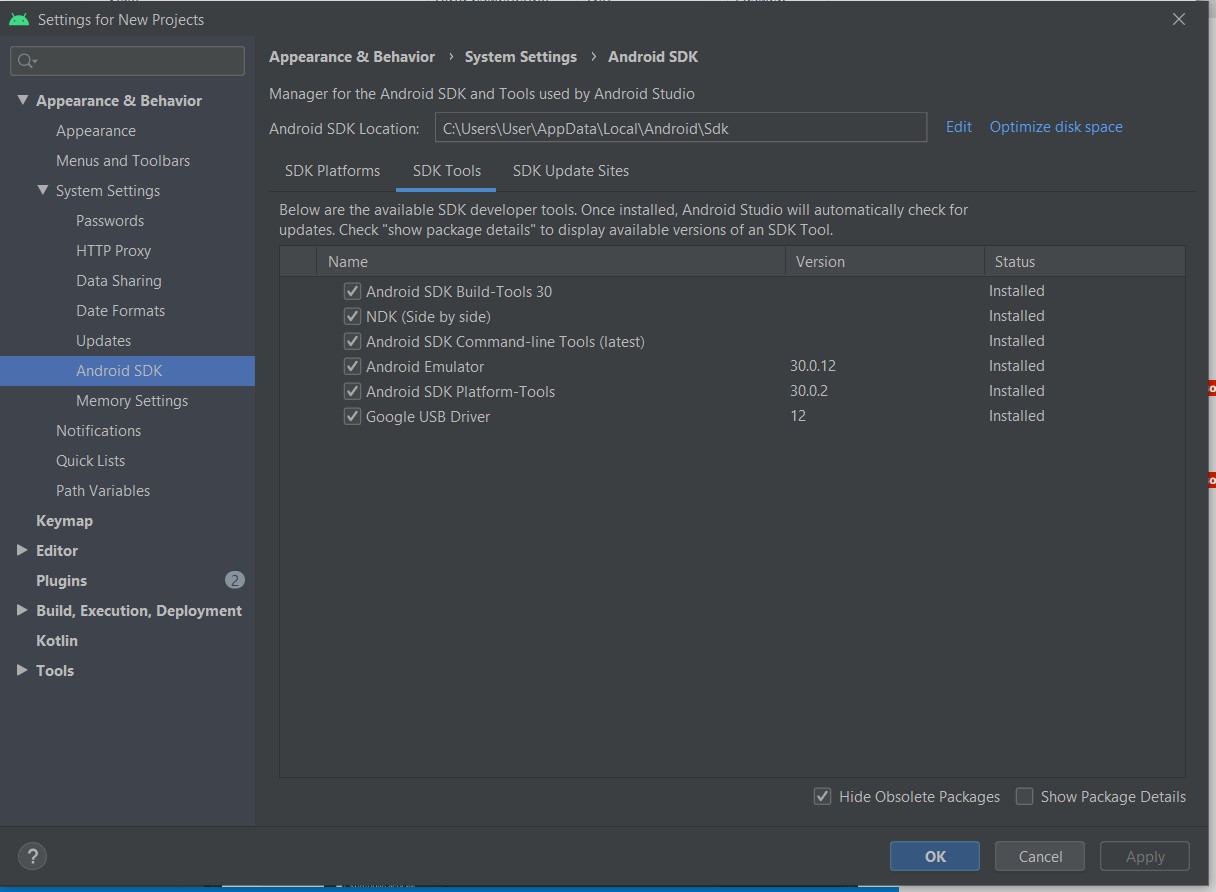 Settings for New Projects
Appearance & Behavior
Appearance
Menus and Toolbars
System Settings
Passwords
HTTP Proxy
Data Sharing
Date Formats
Updates
Android SDK
Memory Settings
Notifications
Quick Lists
Path Variables
Keymap
Editor
Plugins 2
Build, Execution, Deployment
Kotlin
Tools
Appearance & Behavior › System Settings › Android SDK
Manager for the Android SDK and Tools used by Android Studio
Android SDK Location: C:\Users\User\AppData\Local\Android\Sdk Edit Optimize disk space
SDK Platforms SDK Tools SDK Update Sites
Below are the available SDK developer tools. Once installed, Android Studio will automatically check for
updates. Check "show package details" to display available versions of an SDK Tool.
Name Version Status
Android SDK Build-Tools 30 Installed
NDK (Side by side) Installed
Android SDK Command-line Tools (latest) Installed
Android Emulator 30.0.12 Installed
Android SDK Platform-Tools 30.0.2 Installed
Google USB Driver 12 Installed
Hide Obsolete Packages Show Package Details
? OK Cancel Apply